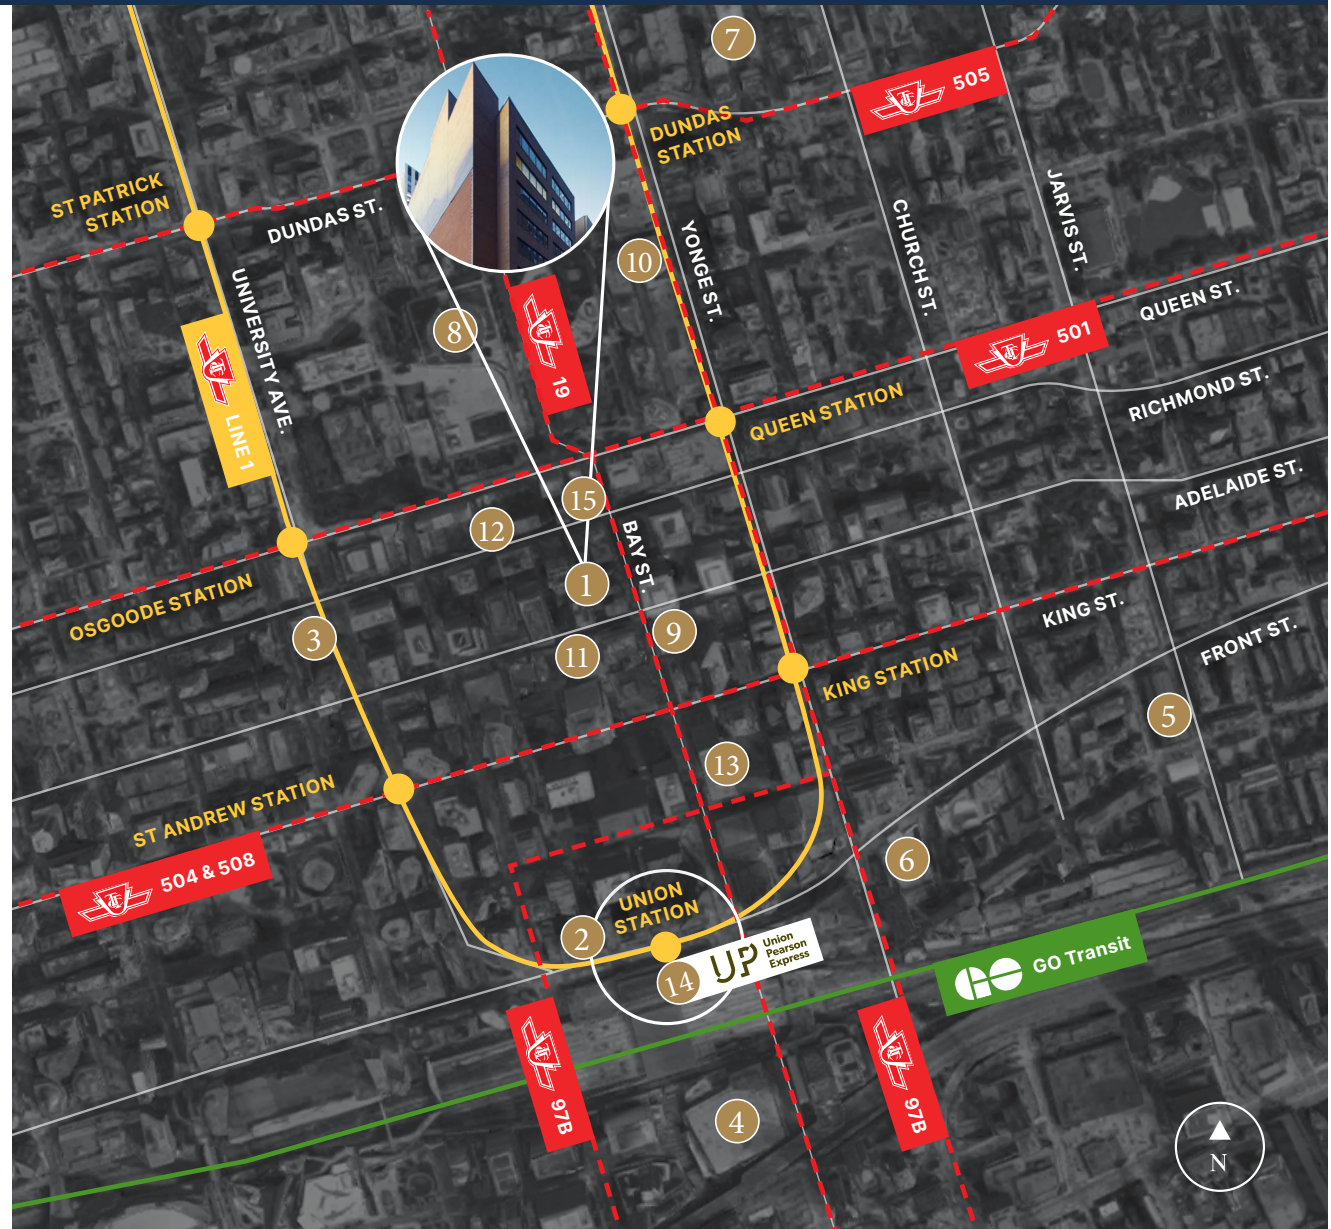 7
505
DUNDAS
STATION
ST PATRICK
STATION
DUNDAS ST.
JARVIS ST.
CHURCH ST.
YONGE ST.
10
UNIVERSITY AVE.
8
19
LINE 1
QUEEN ST.
501
RICHMOND ST.
QUEEN STATION
ADELAIDE ST.
15
12
BAY ST.
1
OSGOODE STATION
3
9
11
KING ST.
FRONT ST.
KING STATION
5
13
ST ANDREW STATION
504 & 508
6
UNION
STATION
2
14
UP
Union
Pearson
Express
GO Transit
97B
97B
4
N